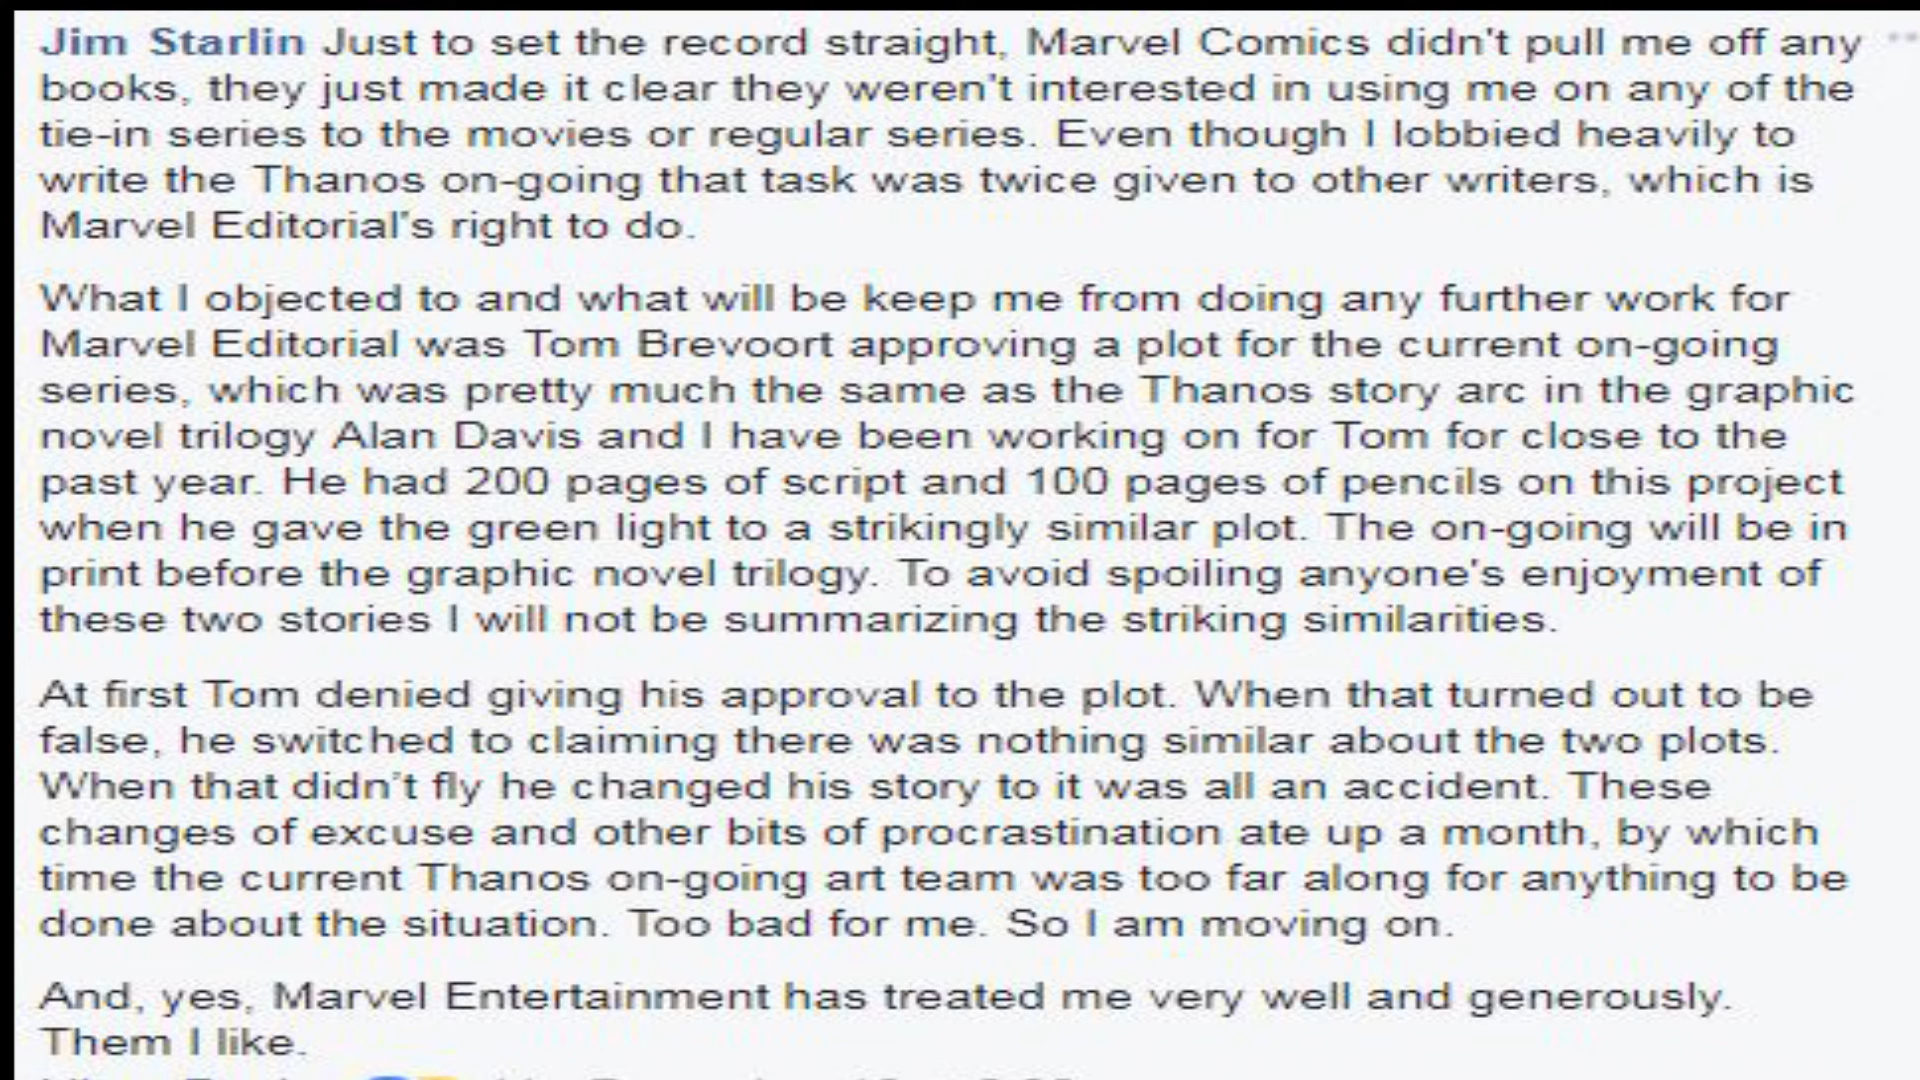 Jim Starlin Just to set the record straight, Marvel Comics didn't pull me off any
books, they just made it clear they weren't interested in using me on any of the
tie-in series to the movies or regular series. Even though I lobbied heavily to
write the Thanos on-going that task was twice given to other writers, which is
Marvel Editorial's right to do.
What I objected to and what will be keep me from doing any further work for
Marvel Editorial was Tom Brevoort approving a plot for the current on-going
series, which was pretty much the same as the Thanos story arc in the graphic
novel trilogy Alan Davis and I have been working on for Tom for close to the
past year. He had 200 pages of script and 100 pages of pencils on this project
when he gave the green light to a strikingly similar plot. The on-going will be in
print before the graphic novel trilogy. To avoid spoiling anyone's enjoyment of
these two stories I will not be summarizing the striking similarities.
At first Tom denied giving his approval to the plot. When that turned out to be
false, he switched to claiming there was nothing similar about the two plots.
When that didn't fly he changed his story to it was all an accident. These
changes of excuse and other bits of procrastination ate up a month, by which
time the current Thanos on-going art team was too far along for anything to be
done about the situation. Too bad for me. So I am moving on.
And, yes, Marvel Entertainment has treated me very well and generously.
Them I like.